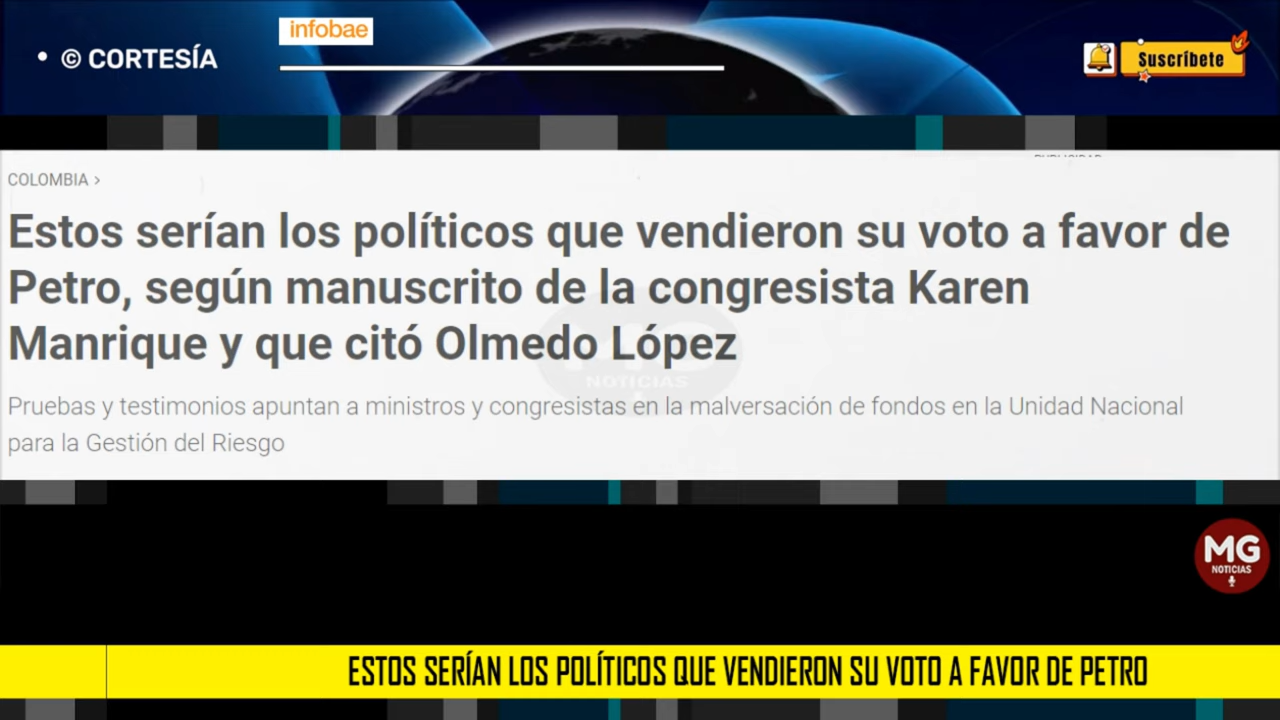 infobae
• © CORTESÍA
Suscríbete
COLOMBIA >
Estos serían los políticos que vendieron su voto a favor de
Petro, según manuscrito de la congresista Karen
Manrique y que citó Olmedo López
MG
NOTICIAS
Pruebas y testimonios apuntan a ministros y congresistas en la malversación de fondos en la Unidad Nacional
para la Gestión del Riesgo
MG
NOTICIAS
ESTOS SERÍAN LOS POLÍTICOS QUE VENDIERON SU VOTO A FAVOR DE PETRO